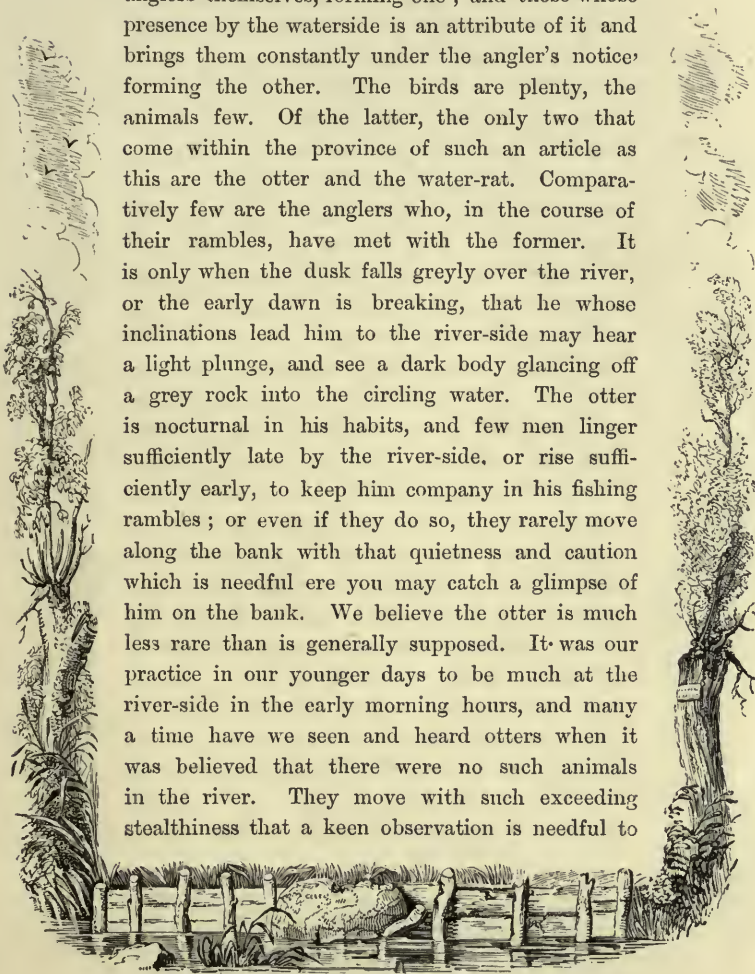 presence by the waterside is an attribute of it and
brings them constantly under the angler's notice,
forming the other. The birds are plenty, the
animals few. Of the latter, the only two that
come within the province of such an article as
this are the otter and the water-rat. Compara-
tively few are the anglers who, in the course of
their rambles, have met with the former. It
is only when the dusk falls greyly over the river,
or the early dawn is breaking, that he whose
inclinations lead him to the river-side may hear
a light plunge, and see a dark body glancing off
a grey rock into the circling water. The otter
is nocturnal in his habits, and few men linger
sufficiently late by the river-side, or rise suffi-
ciently early, to keep him company in his fishing
rambles ; or even if they do so, they rarely move
along the bank with that quietness and caution
which is needful ere you may catch a glimpse of
him on the bank. We believe the otter is much
less rare than is generally supposed. It was our
practice in our younger days to be much at the
river-side in the early morning hours, and many
a time have we seen and heard otters when it
was believed that there were no such animals
in the river. They move with such exceeding
stealthiness that a keen observation is needful to